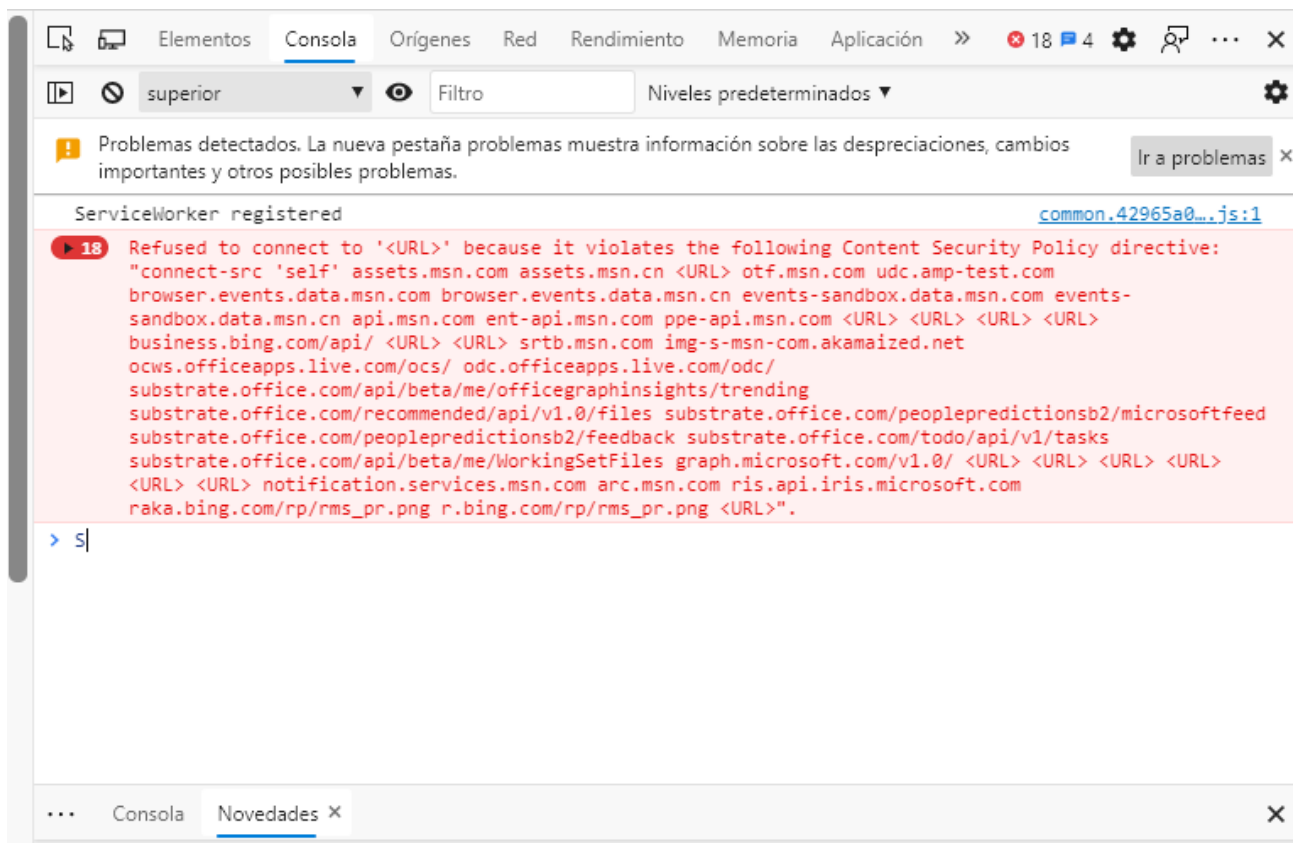 Elementos Consola Orígenes Red Rendimiento Memoria Aplicación » 18 4
superior Filtro Niveles predeterminados
Problemas detectados. La nueva pestaña problemas muestra información sobre las despreciaciones, cambios
importantes y otros posibles problemas.
Ir a problemas
ServiceWorker registered common.42965a0….js:1
18 Refused to connect to '<URL>' because it violates the following Content Security Policy directive:
"connect-src 'self' assets.msn.com assets.msn.cn <URL> otf.msn.com udc.amp-test.com
browser.events.data.msn.com browser.events.data.msn.cn events-sandbox.data.msn.com events-
sandbox.data.msn.cn api.msn.com ent-api.msn.com ppe-api.msn.com <URL> <URL> <URL> <URL>
business.bing.com/api/ <URL> <URL> srtb.msn.com img-s-msn-com.akamaized.net
ocws.officeapps.live.com/ocs/ odc.officeapps.live.com/odc/
substrate.office.com/api/beta/me/officegraphinsights/trending
substrate.office.com/recommended/api/v1.0/files substrate.office.com/peoplepredictionsb2/microsoftfeed
substrate.office.com/peoplepredictionsb2/feedback substrate.office.com/todo/api/v1/tasks
substrate.office.com/api/beta/me/WorkingSetFiles graph.microsoft.com/v1.0/ <URL> <URL> <URL> <URL>
<URL> <URL> notification.services.msn.com arc.msn.com ris.api.iris.microsoft.com
raka.bing.com/rp/rms_pr.png r.bing.com/rp/rms_pr.png <URL>".
> S
Consola Novedades